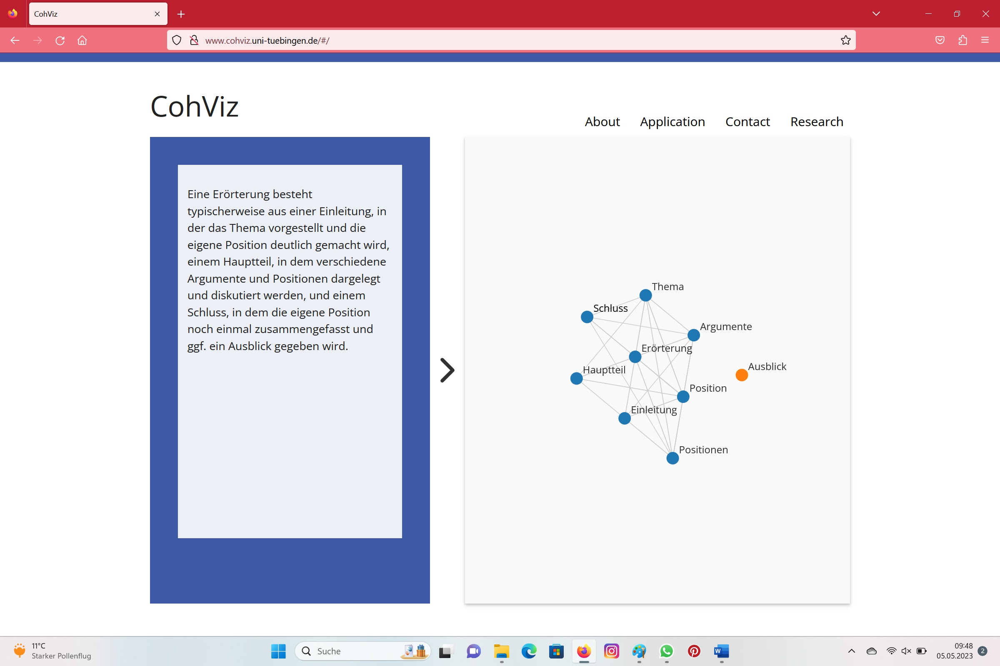 CohViz
www.cohviz.uni-tuebingen.de/#/
CohViz
About Application Contact Research
Eine Erörterung besteht
typischerweise aus einer Einleitung, in
der das Thema vorgestellt und die
eigene Position deutlich gemacht wird,
einem Hauptteil, in dem verschiedene
Argumente und Positionen dargelegt
und diskutiert werden, und einem
Schluss, in dem die eigene Position
noch einmal zusammengefasst und
ggf. ein Ausblick gegeben wird.
Thema
Schluss
Argumente
Erörterung
Ausblick
Hauptteil
Position
Einleitung
Positionen
11°C
Starker Pollenflug
Suche
W
09:48
05.05.2023
2